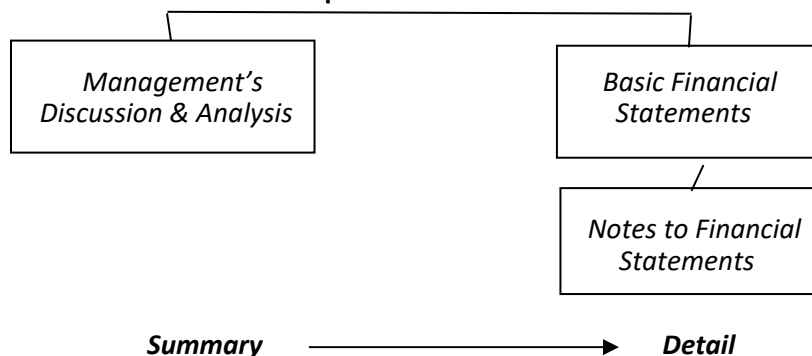 Management’s
Discussion & Analysis
Basic Financial
Statements
Notes to Financial
Statements
Summary
Detail